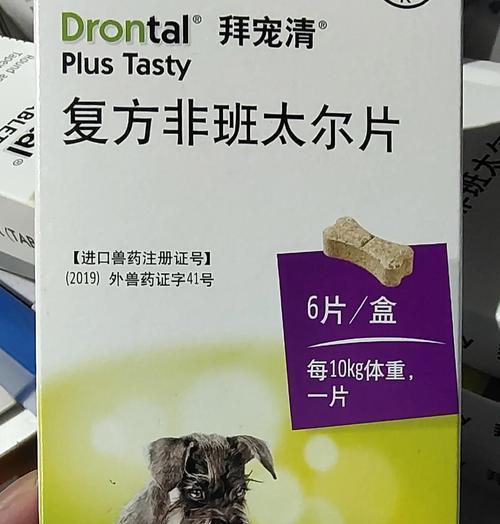 Drontal® 拜宠清®
Plus Tasty
复方非班太尔片
【进口兽药注册证号】
(2019) 外兽药证字41号
6片/盒
每10kg体重，
一片